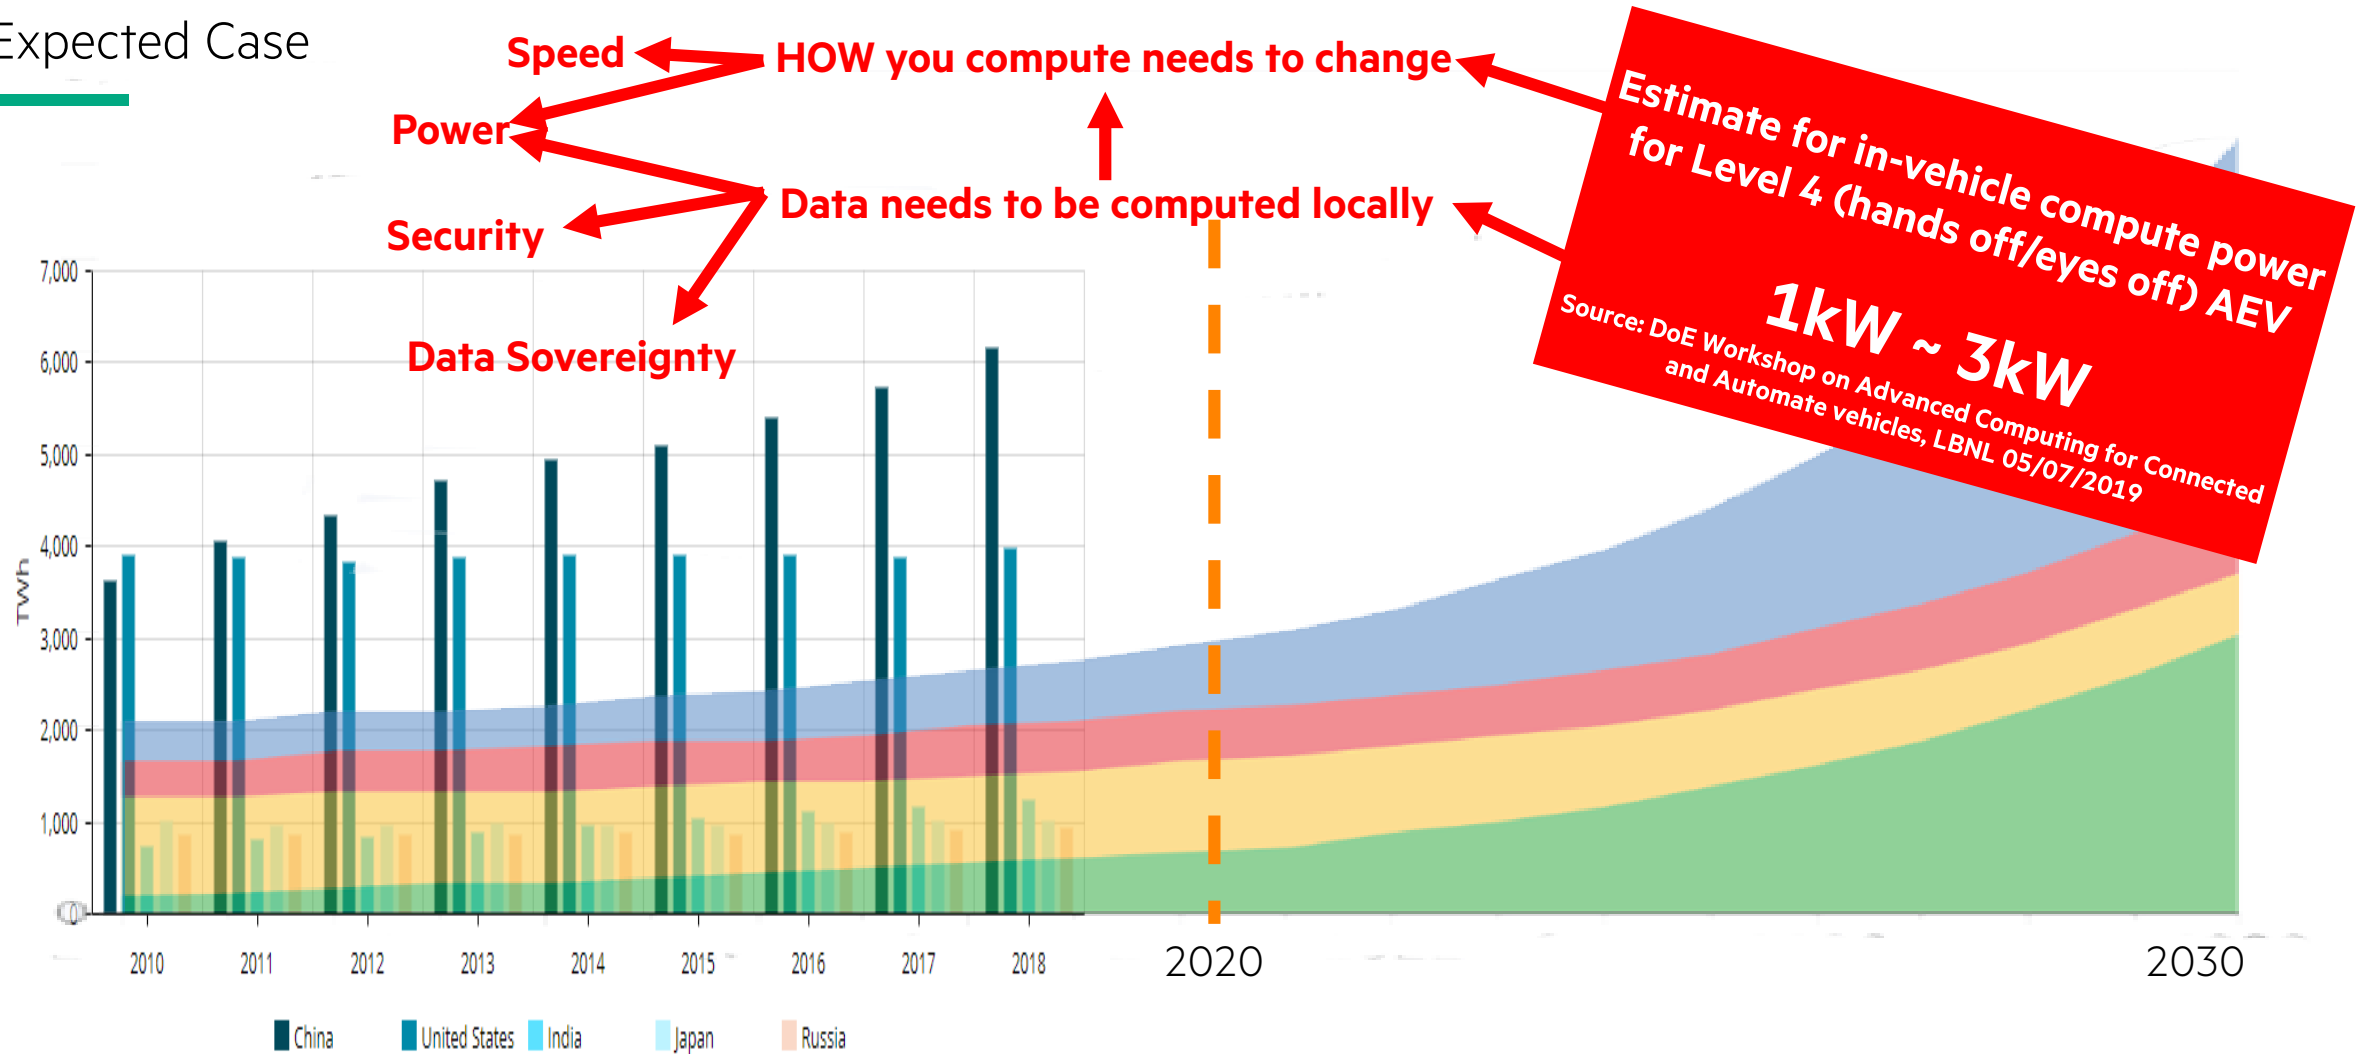 Expected Case
Speed
HOW you compute needs to change
Power
Data needs to be computed locally
Security
Data Sovereignty
Estimate for in-vehicle compute power
for Level 4 (hands off/eyes off) AEV
1kW ~ 3kW
Source: DoE Workshop on Advanced Computing for Connected
and Automate vehicles, LBNL 05/07/2019
7,000
6,000
5,000
4,000
3,000
2,000
1,000
0
TWh
2010
2011
2012
2013
2014
2015
2016
2017
2018
2020
2030
China
United States
India
Japan
Russia